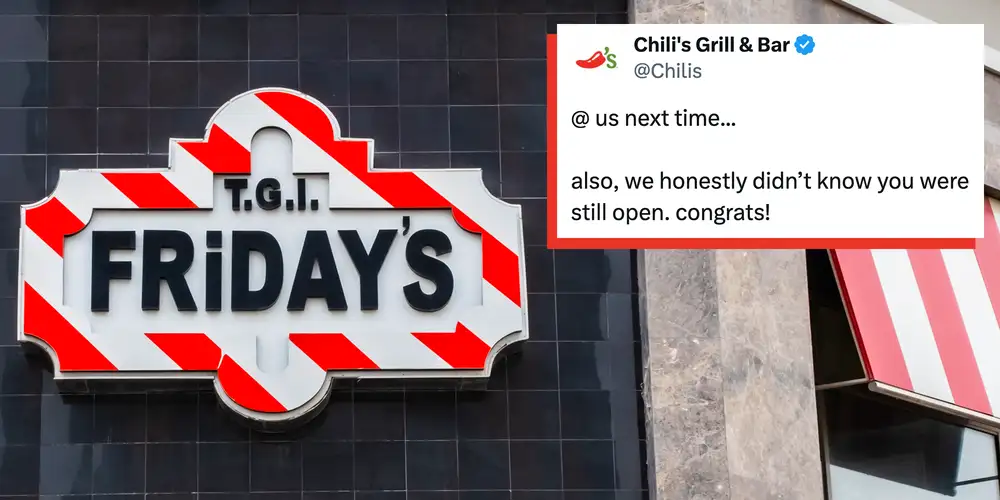 T.G.I.
FRiDAY'S
Chili's Grill & Bar
@Chilis
@ us next time...
also, we honestly didn’t know you were
still open. congrats!